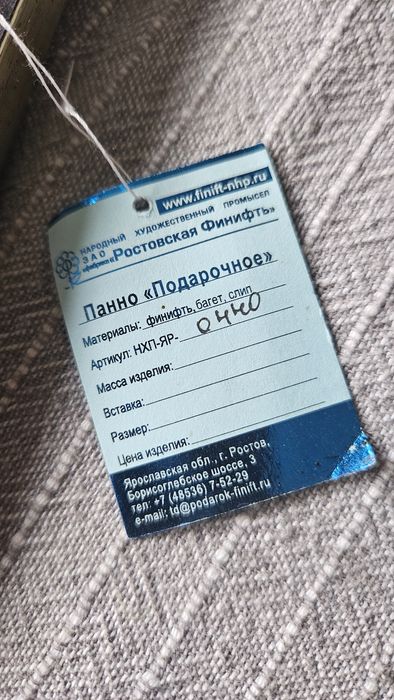 www.finift-nhp.ru
НАРОДНЫЙ ХУДОЖЕСТВЕННЫЙ ПРОМЫСЕЛ
ЗАО
«фабрика «Ростовская Финифть»
Панно «Подарочное»
Материалы: финифть, багет, слип
Артикул: НХП-ЯР- 0440
Масса изделия:
Вставка:
Размер:
Цена изделия:
Ярославская обл., г. Ростов,
Борисоглебское шоссе, 3
тел: +7 (48536) 7-52-29
e-mail: td@podarok-finift.ru